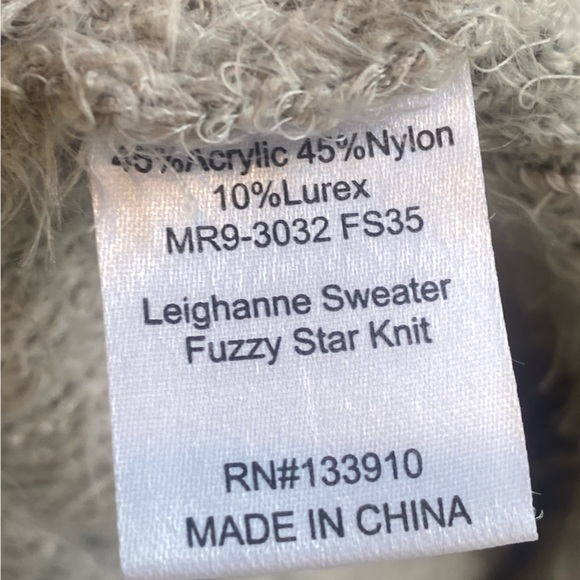 45%Acrylic 45%Nylon
10%Lurex
MR9-3032 FS35
Leighanne Sweater
Fuzzy Star Knit
RN#133910
MADE IN CHINA